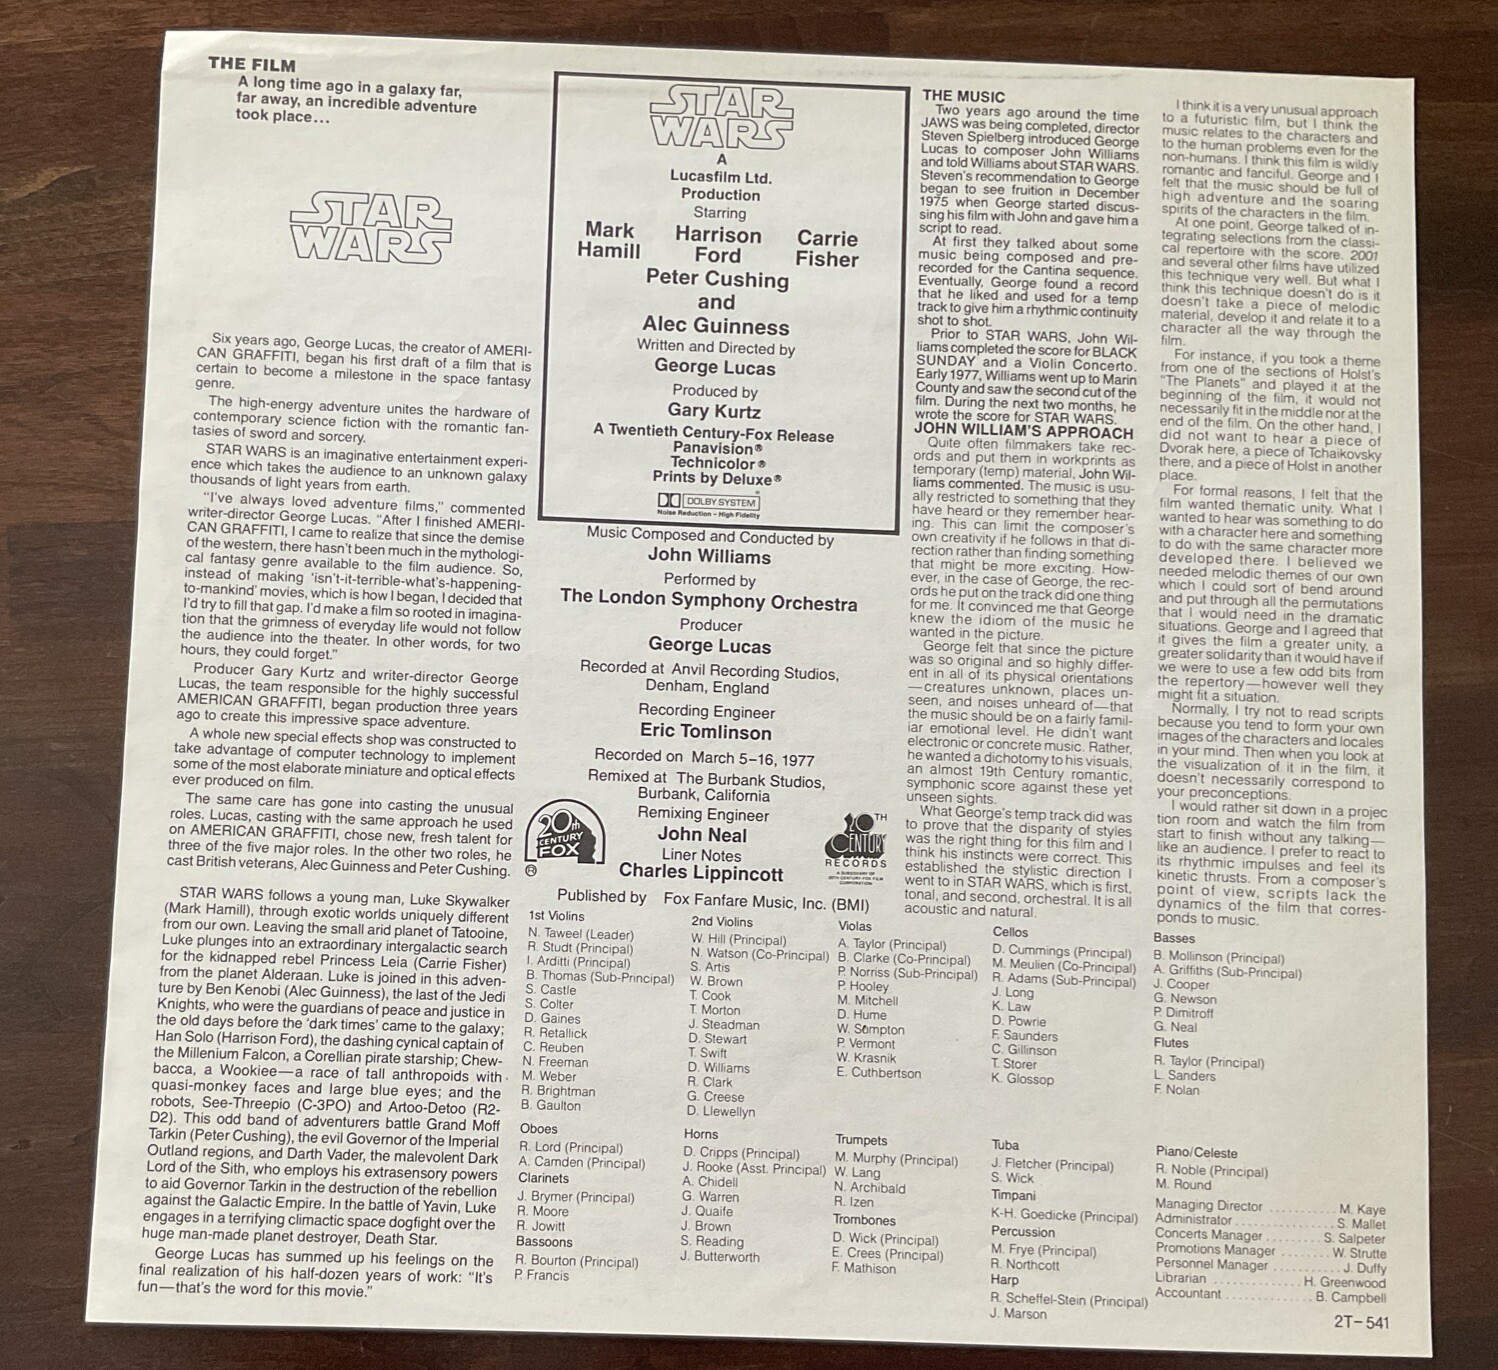 THE FILM
A long time ago in a galaxy far,
far away, an incredible adventure
took place...
STAR
WARS
Six years ago, George Lucas, the creator of AMERI-
CAN GRAFFITI, began his first draft of a film that is
certain to become a milestone in the space fantasy
genre.
The high-energy adventure unites the hardware of
contemporary science fiction with the romantic fan-
tasies of sword and sorcery.
STAR WARS is an imaginative entertainment experi-
ence which takes the audience to an unknown galaxy
thousands of light years from earth.
"I've always loved adventure films," commented
writer-director George Lucas. "After I finished AMERI-
CAN GRAFFITI, I came to realize that since the demise
of the western, there hasn't been much in the mythologi-
cal fantasy genre available to the film audience. So,
instead of making 'isn't-it-terrible-what's-happening-
to-mankind' movies, which is how I began, I decided that
I'd try to fill that gap. I'd make a film so rooted in imagina-
tion that the grimness of everyday life would not follow
the audience into the theater. In other words, for two
hours, they could forget."
Producer Gary Kurtz and writer-director George
Lucas, the team responsible for the highly successful
AMERICAN GRAFFITI, began production three years
ago to create this impressive space adventure.
A whole new special effects shop was constructed to
take advantage of computer technology to implement
some of the most elaborate miniature and optical effects
ever produced on film.
The same care has gone into casting the unusual
roles. Lucas, casting with the same approach he used
on AMERICAN GRAFFITI, chose new, fresh talent for
three of the five major roles. In the other two roles, he
cast British veterans, Alec Guinness and Peter Cushing.
STAR WARS follows a young man, Luke Skywalker
(Mark Hamill), through exotic worlds uniquely different
from our own. Leaving the small arid planet of Tatooine,
Luke plunges into an extraordinary intergalactic search
for the kidnapped rebel Princess Leia (Carrie Fisher)
from the planet Alderaan. Luke is joined in this adven-
ture by Ben Kenobi (Alec Guinness), the last of the Jedi
Knights, who were the guardians of peace and justice in
the old days before the 'dark times' came to the galaxy;
Han Solo (Harrison Ford), the dashing cynical captain of
the Millenium Falcon, a Corellian pirate starship; Chew-
bacca, a Wookiee—a race of tall anthropoids with
quasi-monkey faces and large blue eyes; and the
robots, See-Threepio (C-3PO) and Artoo-Detoo (R2-
D2). This odd band of adventurers battle Grand Moff
Tarkin (Peter Cushing), the evil Governor of the Imperial
Outland regions, and Darth Vader, the malevolent Dark
Lord of the Sith, who employs his extrasensory powers
to aid Governor Tarkin in the destruction of the rebellion
against the Galactic Empire. In the battle of Yavin, Luke
engages in a terrifying climactic space dogfight over the
huge man-made planet destroyer, Death Star.
George Lucas has summed up his feelings on the
final realization of his half-dozen years of work: "It's
fun—that's the word for this movie."
STAR
WARS
A
Lucasfilm Ltd.
Production
Starring
Mark Harrison Carrie
Hamill Ford Fisher
Peter Cushing
and
Alec Guinness
Written and Directed by
George Lucas
Produced by
Gary Kurtz
A Twentieth Century-Fox Release
Panavision®
Technicolor®
Prints by Deluxe®
DOLBY SYSTEM®
Noise Reduction - High Fidelity
Music Composed and Conducted by
John Williams
Performed by
The London Symphony Orchestra
Producer
George Lucas
Recorded at Anvil Recording Studios,
Denham, England
Recording Engineer
Eric Tomlinson
Recorded on March 5-16, 1977
Remixed at The Burbank Studios,
Burbank, California
Remixing Engineer
John Neal
Liner Notes
Charles Lippincott
Published by Fox Fanfare Music, Inc. (BMI)
20th
CENTURY
FOX
®
20TH
CENTURY
RECORDS
A SUBSIDIARY OF
20TH CENTURY-FOX FILM
CORPORATION
THE MUSIC
Two years ago around the time
JAWS was being completed, director
Steven Spielberg introduced George
Lucas to composer John Williams
and told Williams about STAR WARS.
Steven's recommendation to George
began to see fruition in December
1975 when George started discus-
sing his film with John and gave him a
script to read.
At first they talked about some
music being composed and pre-
recorded for the Cantina sequence.
Eventually, George found a record
that he liked and used for a temp
track to give him a rhythmic continuity
shot to shot.
Prior to STAR WARS, John Wil-
liams completed the score for BLACK
SUNDAY and a Violin Concerto.
Early 1977, Williams went up to Marin
County and saw the second cut of the
film. During the next two months, he
wrote the score for STAR WARS.
JOHN WILLIAM'S APPROACH
Quite often filmmakers take rec-
ords and put them in workprints as
temporary (temp) material, John Wil-
liams commented. The music is usu-
ally restricted to something that they
have heard or they remember hear-
ing. This can limit the composer's
own creativity if he follows in that di-
rection rather than finding something
that might be more exciting. How-
ever, in the case of George, the rec-
ords he put on the track did one thing
for me. It convinced me that George
knew the idiom of the music he
wanted in the picture.
George felt that since the picture
was so original and so highly differ-
ent in all of its physical orientations
—creatures unknown, places un-
seen, and noises unheard of—that
the music should be on a fairly famil-
iar emotional level. He didn't want
electronic or concrete music. Rather,
he wanted a dichotomy to his visuals,
an almost 19th Century romantic,
symphonic score against these yet
unseen sights.
What George's temp track did was
to prove that the disparity of styles
was the right thing for this film and I
think his instincts were correct. This
established the stylistic direction I
went to in STAR WARS, which is first,
tonal, and second, orchestral. It is all
acoustic and natural.
I think it is a very unusual approach
to a futuristic film, but I think the
music relates to the characters and
to the human problems even for the
non-humans. I think this film is wildly
romantic and fanciful. George and I
felt that the music should be full of
high adventure and the soaring
spirits of the characters in the film.
At one point, George talked of in-
tegrating selections from the classi-
cal repertoire with the score. 2001
and several other films have utilized
this technique very well. But what I
think this technique doesn't do is it
doesn't take a piece of melodic
material, develop it and relate it to a
character all the way through the
film.
For instance, if you took a theme
from one of the sections of Holst's
"The Planets" and played it at the
beginning of the film, it would not
necessarily fit in the middle nor at the
end of the film. On the other hand, I
did not want to hear a piece of
Dvorak here, a piece of Tchaikovsky
there, and a piece of Holst in another
place.
For formal reasons, I felt that the
film wanted thematic unity. What I
wanted to hear was something to do
with a character here and something
to do with the same character more
developed there. I believed we
needed melodic themes of our own
which I could sort of bend around
and put through all the permutations
that I would need in the dramatic
situations. George and I agreed that
it gives the film a greater unity, a
greater solidarity than it would have if
we were to use a few odd bits from
the repertory—however well they
might fit a situation.
Normally, I try not to read scripts
because you tend to form your own
images of the characters and locales
in your mind. Then when you look at
the visualization of it in the film, it
doesn't necessarily correspond to
your preconceptions.
I would rather sit down in a projec
tion room and watch the film from
start to finish without any talking—
like an audience. I prefer to react to
its rhythmic impulses and feel its
kinetic thrusts. From a composer's
point of view, scripts lack the
dynamics of the film that corres-
ponds to music.
1st Violins
N. Taweel (Leader)
R. Studt (Principal)
I. Arditti (Principal)
B. Thomas (Sub-Principal)
S. Castle
S. Colter
D. Gaines
R. Retallick
C. Reuben
N. Freeman
M. Weber
R. Brightman
B. Gaulton
Oboes
R. Lord (Principal)
A. Camden (Principal)
Clarinets
J. Brymer (Principal)
R. Moore
R. Jowitt
Bassoons
R. Bourton (Principal)
P. Francis
2nd Violins
W. Hill (Principal)
N. Watson (Co-Principal)
S. Artis
W. Brown
T. Cook
T. Morton
J. Steadman
D. Stewart
T. Swift
D. Williams
R. Clark
G. Creese
D. Llewellyn
Horns
D. Cripps (Principal)
J. Rooke (Asst. Principal)
A. Chidell
G. Warren
J. Quaife
J. Brown
S. Reading
J. Butterworth
Violas
A. Taylor (Principal)
B. Clarke (Co-Principal)
P. Norriss (Sub-Principal)
P. Hooley
M. Mitchell
D. Hume
W. Sompton
P. Vermont
W. Krasnik
E. Cuthbertson
Trumpets
M. Murphy (Principal)
W. Lang
N. Archibald
R. Izen
Trombones
D. Wick (Principal)
E. Crees (Principal)
F. Mathison
Cellos
D. Cummings (Principal)
M. Meulien (Co-Principal)
R. Adams (Sub-Principal)
J. Long
K. Law
D. Powrie
F. Saunders
C. Gillinson
T. Storer
K. Glossop
Tuba
J. Fletcher (Principal)
S. Wick
Timpani
K-H. Goedicke (Principal)
Percussion
M. Frye (Principal)
R. Northcott
Harp
R. Scheffel-Stein (Principal)
J. Marson
Basses
B. Mollinson (Principal)
A. Griffiths (Sub-Principal)
J. Cooper
G. Newson
P. Dimitroff
G. Neal
Flutes
R. Taylor (Principal)
L. Sanders
F. Nolan
Piano/Celeste
R. Noble (Principal)
M. Round
Managing Director .......... M. Kaye
Administrator ............... S. Mallet
Concerts Manager ........ S. Salpeter
Promotions Manager ....... W. Strutte
Personnel Manager .......... J. Duffy
Librarian ............. H. Greenwood
Accountant ............. B. Campbell
2T-541